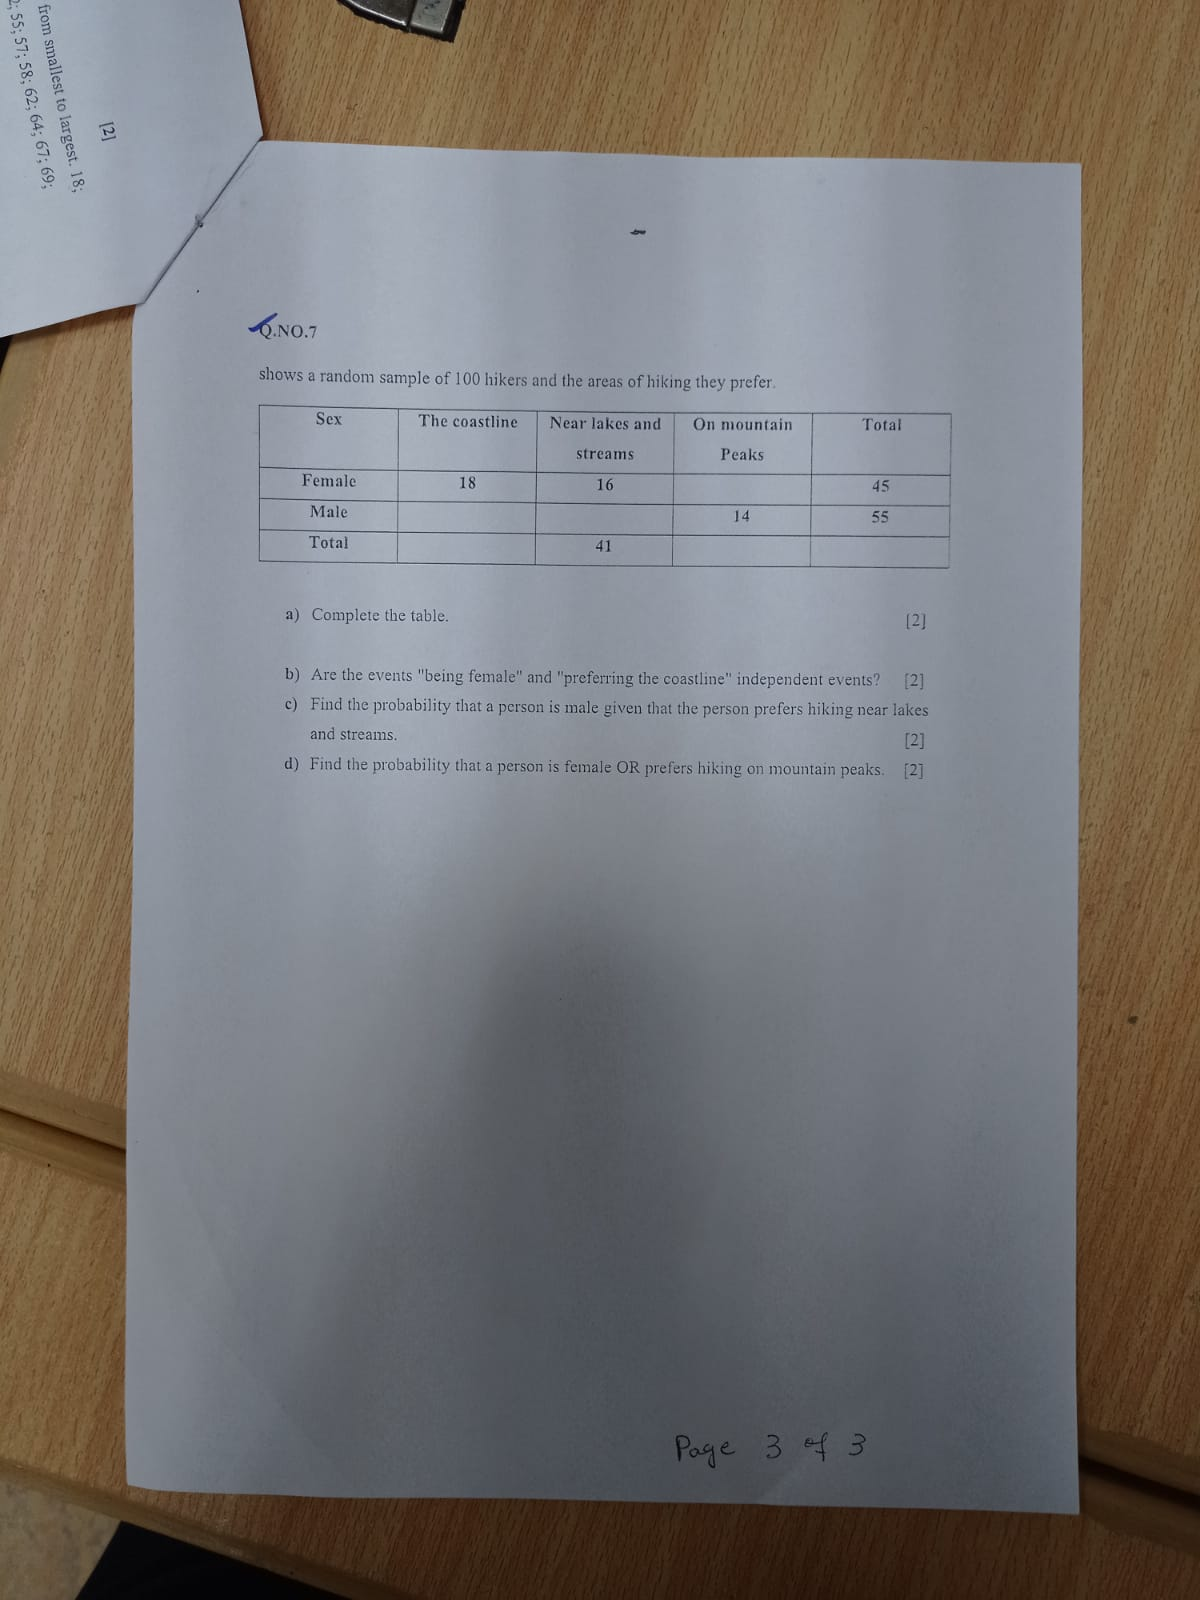 [2]
from smallest to largest. 18;
55; 57; 58; 62; 64; 67; 69;
Q.NO.7
shows a random sample of 100 hikers and the areas of hiking they prefer.
Sex The coastline Near lakes and streams On mountain Peaks Total
Female 18 16 45
Male 14 55
Total 41
a) Complete the table. [2]
b) Are the events "being female" and "preferring the coastline" independent events? [2]
c) Find the probability that a person is male given that the person prefers hiking near lakes
and streams. [2]
d) Find the probability that a person is female OR prefers hiking on mountain peaks. [2]
Page 3 of 3